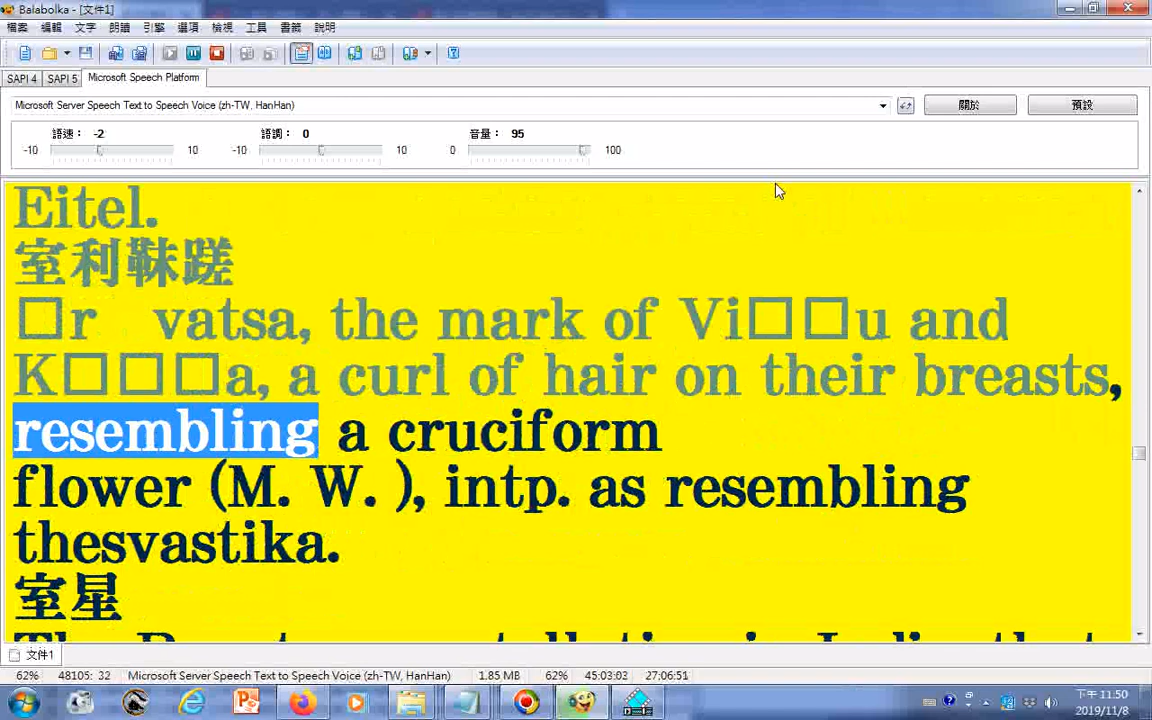 Balabolka - [文件1]
檔案 編輯 文字 朗讀 引擎 選項 檢視 工具 書籤 說明
SAPI 4 SAPI 5 Microsoft Speech Platform
Microsoft Server Speech Text to Speech Voice (zh-TW, HanHan) 關於 預設
語速： -2 語調： 0 音量： 95
-10 10 -10 10 0 100
Eitel.
室利靺蹉
□r vatsa, the mark of Vi□□u and
K□□□a, a curl of hair on their breasts,
resembling a cruciform
flower (M. W. ), intp. as resembling
thesvastika.
室星
文件1
62% 48105: 32 Microsoft Server Speech Text to Speech Voice (zh-TW, HanHan) 1.85 MB 62% 45:03:03 27:06:51
下午 11:50
2019/11/8